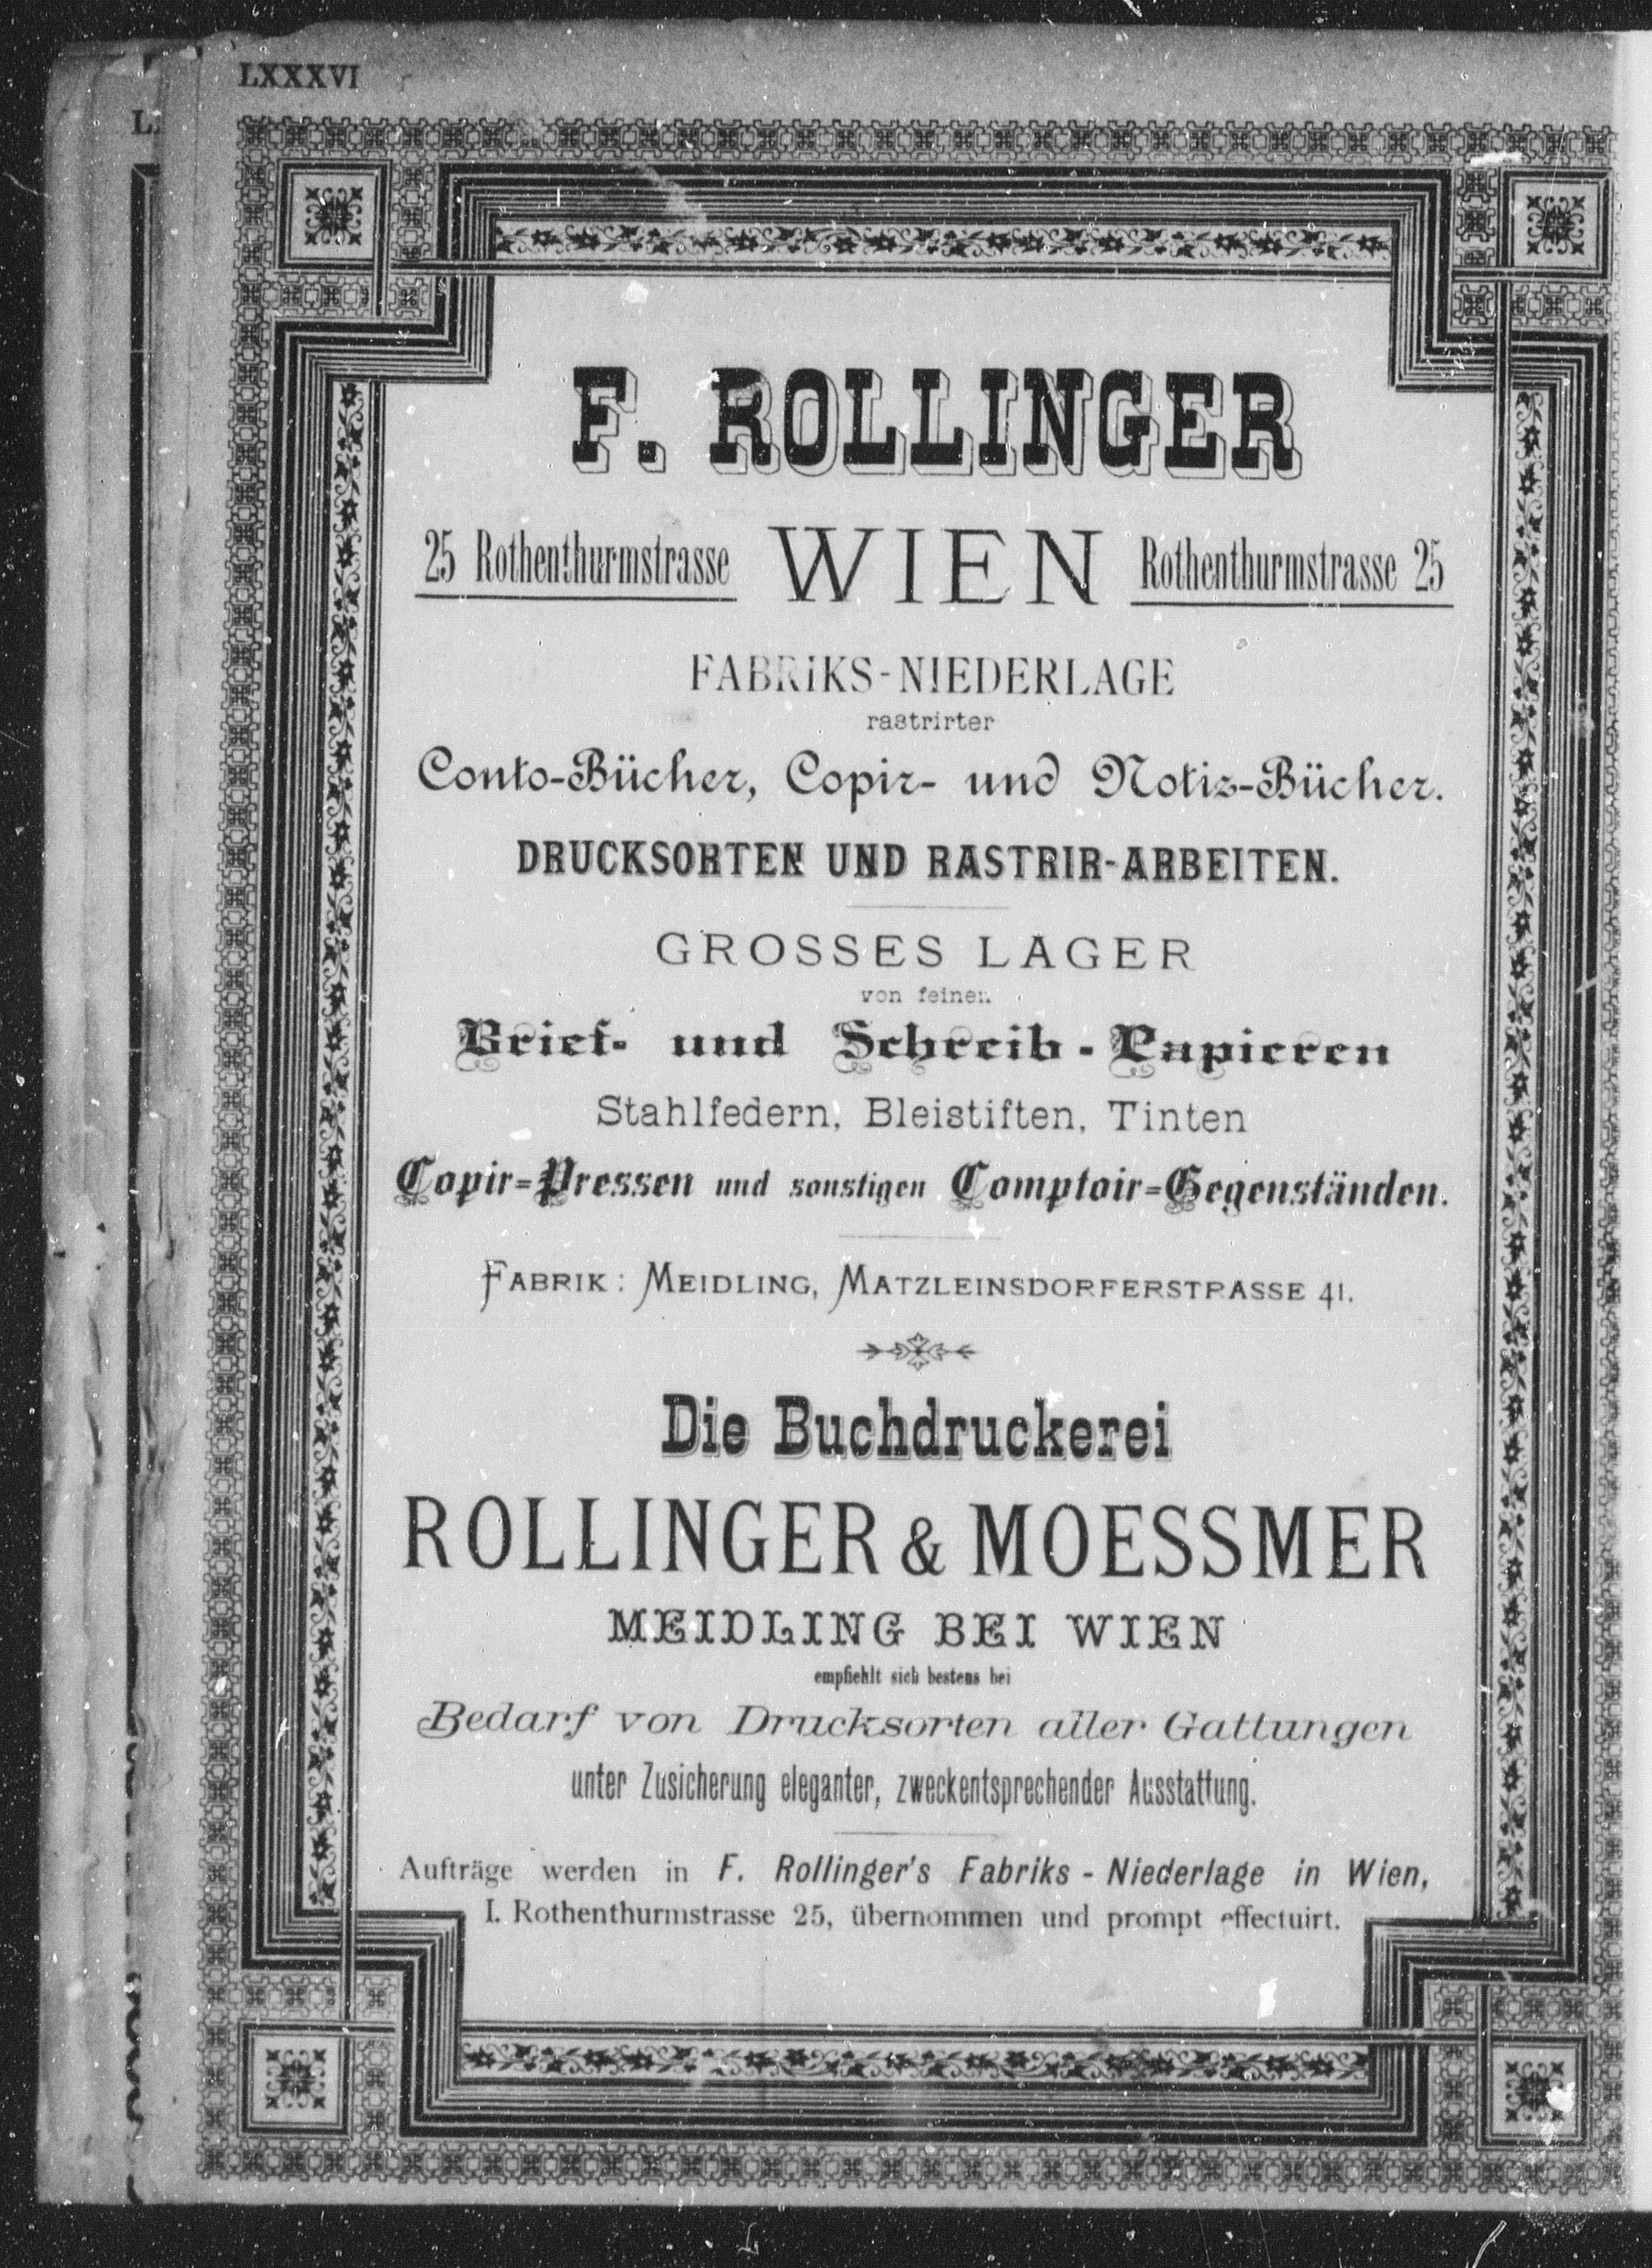 LXXXVI
L
F. ROLLINGER
25 Rothenthurmstrasse WIEN Rothenthurmstrasse 25
FABRIKS-NIEDERLAGE
rastrirter
Conto-Bücher, Copir- und Notiz-Bücher.
DRUCKSORTEN UND RASTRIR-ARBEITEN.
GROSSES LAGER
von feinen
Brief- und Schreib-Papieren
Stahlfedern, Bleistiften, Tinten
Copir-Pressen und sonstigen Comptoir-Gegenständen.
FABRIK: MEIDLING, MATZLEINSDORFERSTRASSE 41.
Die Buchdruckerei
ROLLINGER & MOESSMER
MEIDLING BEI WIEN
empfiehlt sich bestens bei
Bedarf von Drucksorten aller Gattungen
unter Zusicherung eleganter, zweckentsprechender Ausstattung.
Aufträge werden in F. Rollinger's Fabriks-Niederlage in Wien,
I. Rothenthurmstrasse 25, übernommen und prompt effectuirt.